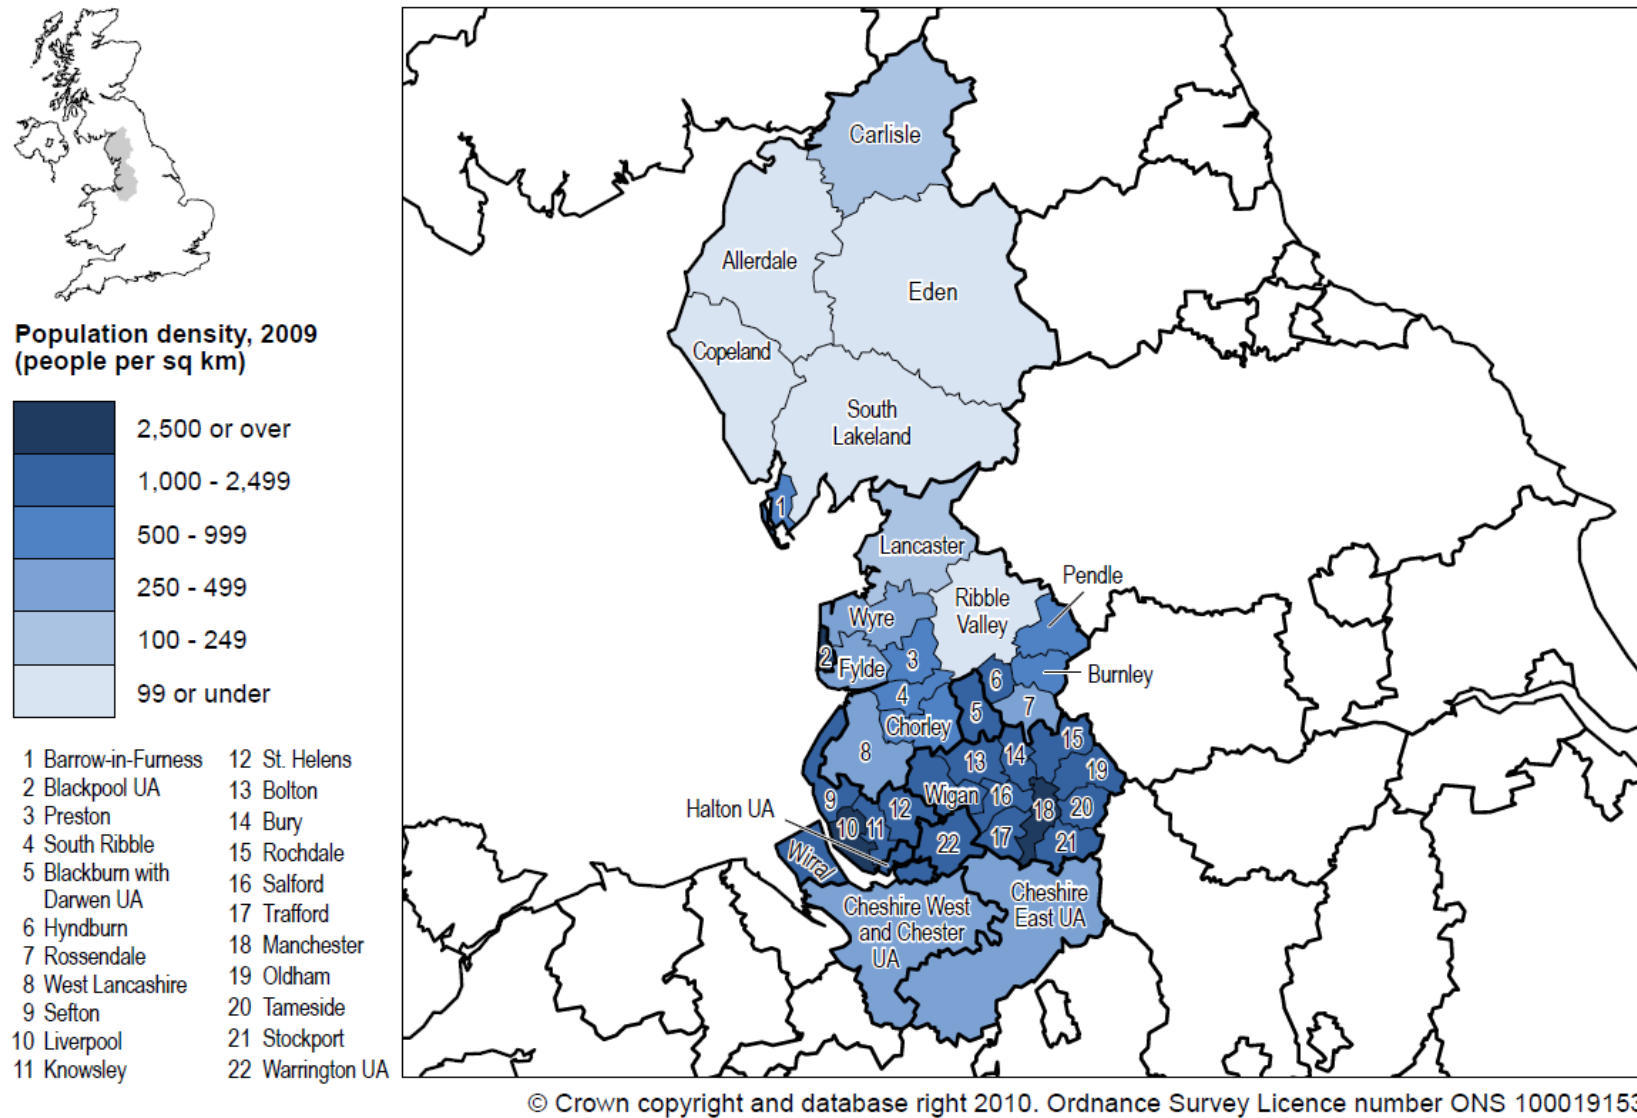 Population density, 2009
(people per sq km)
2,500 or over
1,000 - 2,499
500 - 999
250 - 499
100 - 249
99 or under
1 Barrow-in-Furness
2 Blackpool UA
3 Preston
4 South Ribble
5 Blackburn with
Darwen UA
6 Hyndburn
7 Rossendale
8 West Lancashire
9 Sefton
10 Liverpool
11 Knowsley
12 St. Helens
13 Bolton
14 Bury
15 Rochdale
16 Salford
17 Trafford
18 Manchester
19 Oldham
20 Tameside
21 Stockport
22 Warrington UA
Carlisle
Allerdale
Eden
Copeland
South
Lakeland
1
Lancaster
Pendle
Ribble
Valley
Wyre
2
Fylde
3
6
Burnley
4
5
7
Chorley
8
15
14
13
19
Wigan
16
9
12
18
20
Halton UA
10
11
17
21
22
Wirral
Cheshire
East UA
Cheshire West
and Chester
UA
© Crown copyright and database right 2010. Ordnance Survey Licence number ONS 100019153